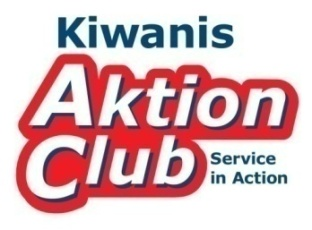 Kiwanis
Aktion
Club
Service
in Action